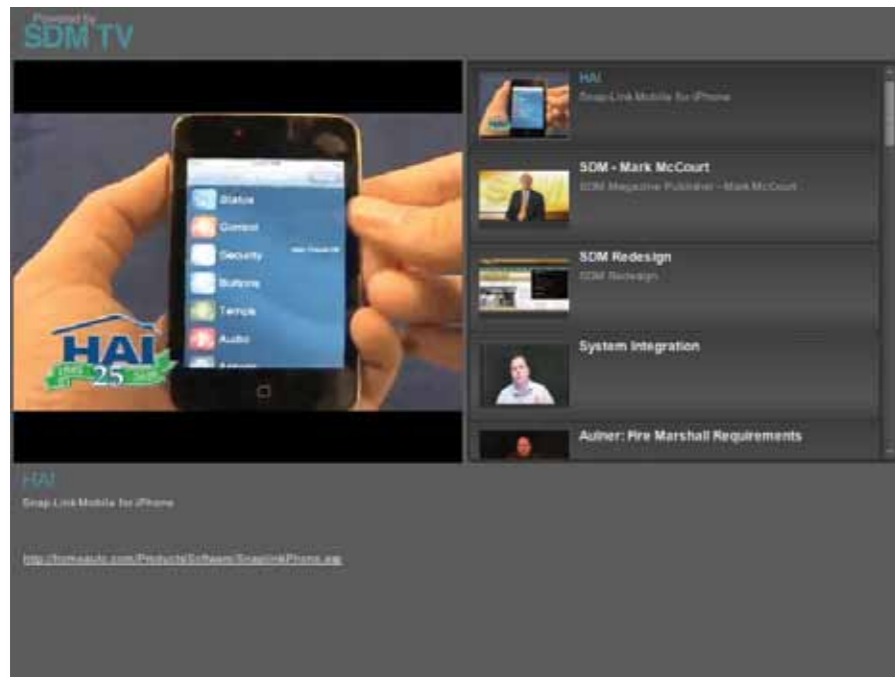 Powered by
SDM TV
Status
Control
Security
Buttons
Temps
Audio
HAI
25
HAI
Snap-Link Mobile for iPhone
SDM - Mark McCourt
SDM Magazine Publisher - Mark McCourt
SDM Redesign
SDM Redesign
System Integration
Aulner: Fire Marshall Requirements
HAI
Snap-Link Mobile for iPhone
http://homeauto.com/Products/Software/SnaplinkPhone.asp